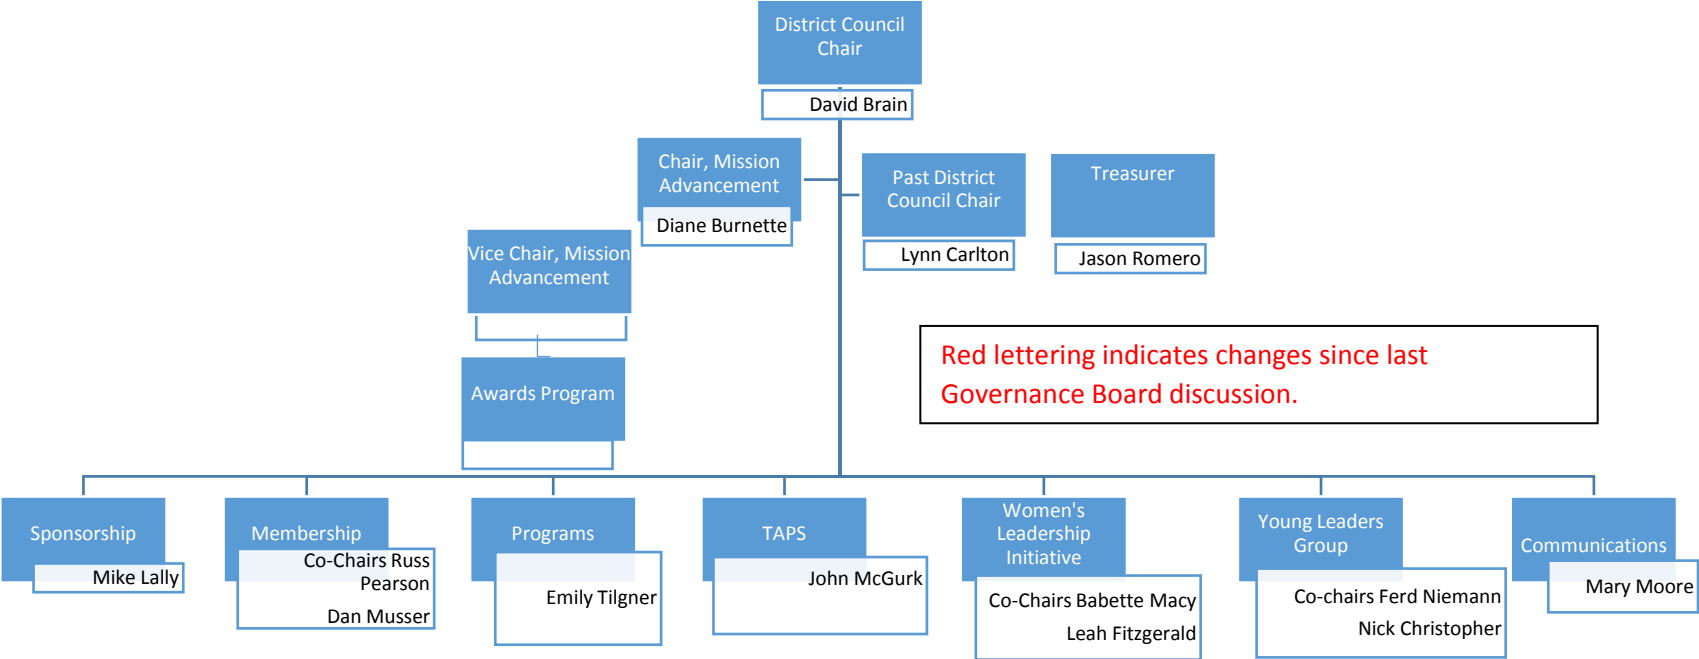 District Council
Chair
David Brain
Chair, Mission
Advancement
Diane Burnette
Past District
Council Chair
Lynn Carlton
Treasurer
Jason Romero
Vice Chair, Mission
Advancement
Awards Program
Red lettering indicates changes since last
Governance Board discussion.
Sponsorship
Mike Lally
Membership
Co-Chairs Russ
Pearson
Dan Musser
Programs
Emily Tilgner
TAPS
John McGurk
Women's
Leadership
Initiative
Co-Chairs Babette Macy
Leah Fitzgerald
Young Leaders
Group
Co-chairs Ferd Niemann
Nick Christopher
Communications
Mary Moore